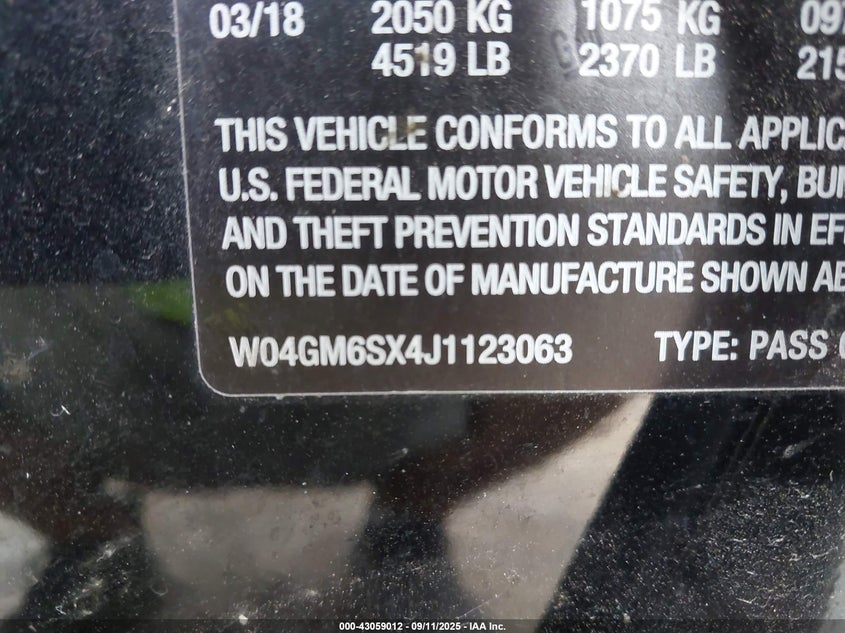 03/18 2050 KG 1075 KG 09
4519 LB 2370 LB 215
THIS VEHICLE CONFORMS TO ALL APPLIC
U.S. FEDERAL MOTOR VEHICLE SAFETY, BUM
AND THEFT PREVENTION STANDARDS IN EF
ON THE DATE OF MANUFACTURE SHOWN AB
W04GM6SX4J1123063 TYPE: PASS
000-43059012 - 09/11/2025 - IAA Inc.